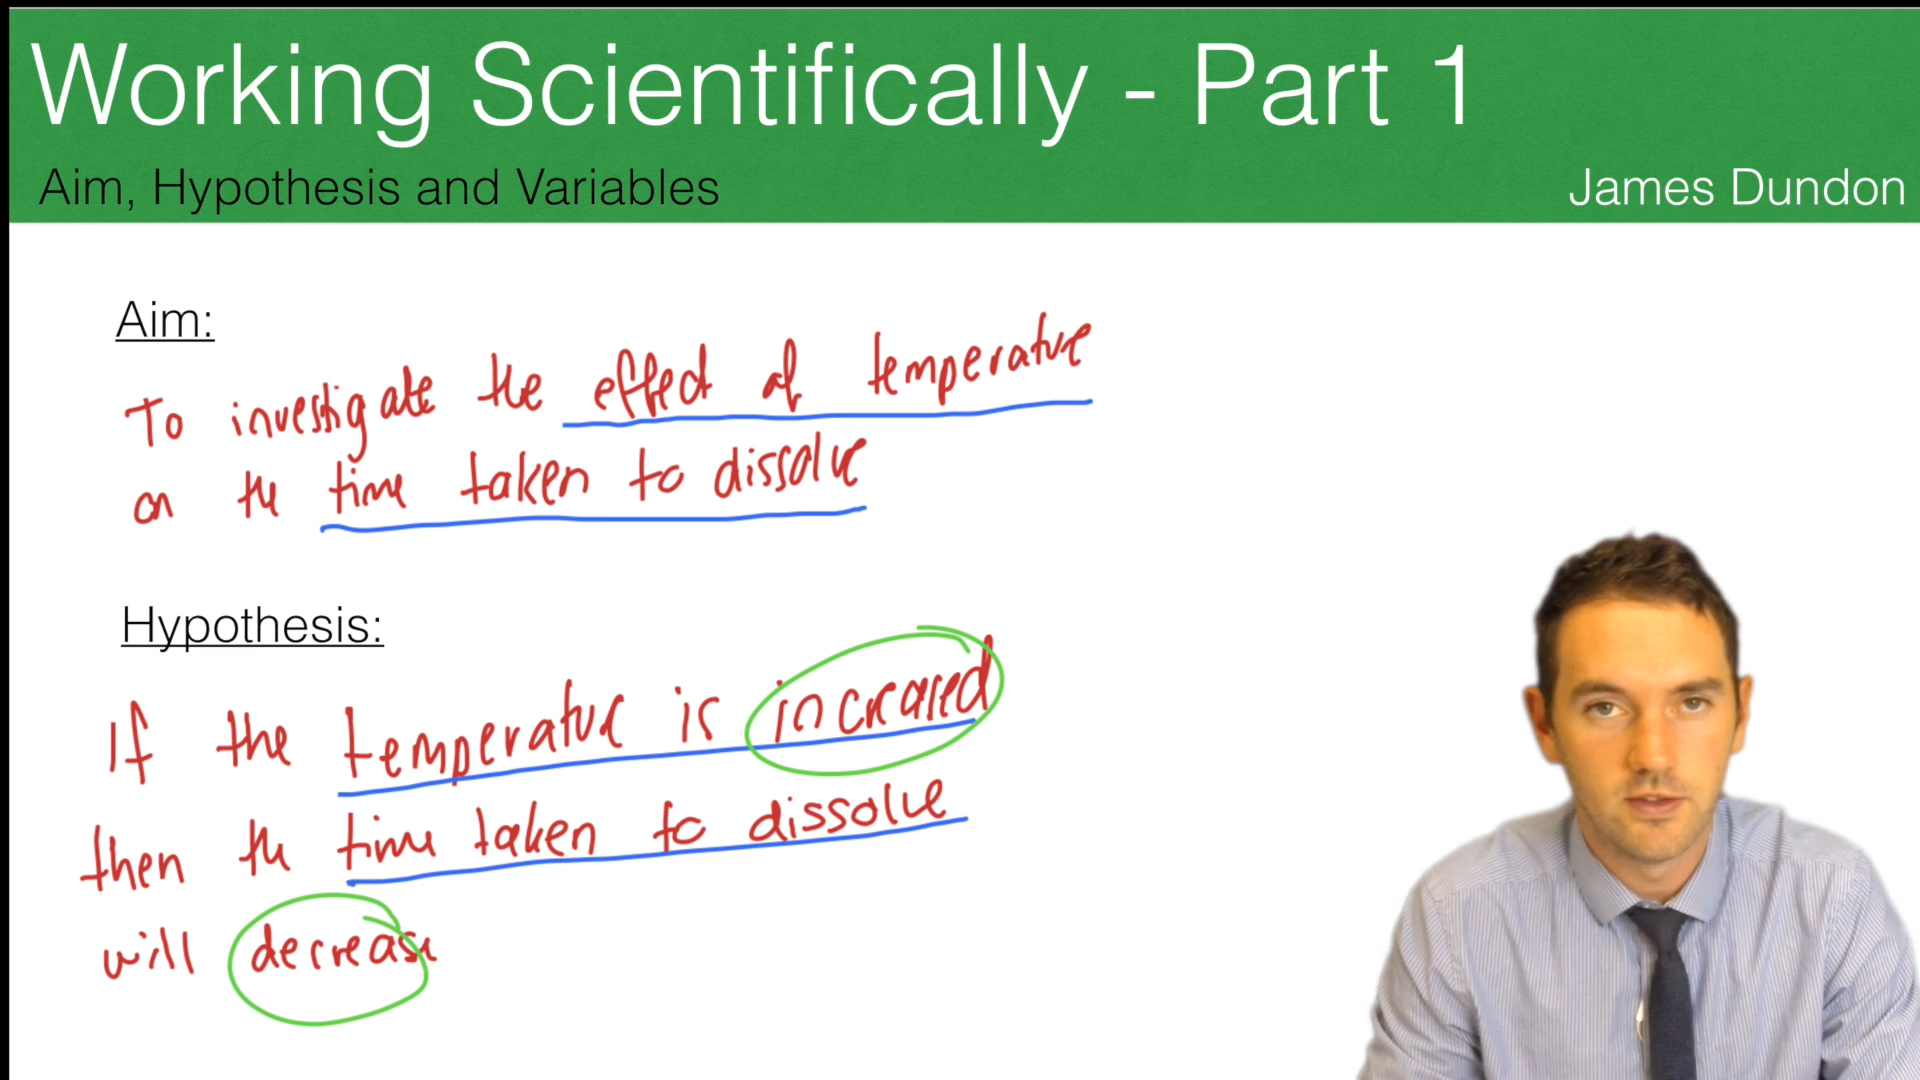 Working Scientifically - Part 1
Aim, Hypothesis and Variables
James Dundon
Aim:
To investigate the effect of temperature
on the time taken to dissolve
Hypothesis:
If the temperature is increased
then the time taken to dissolve
will decrease